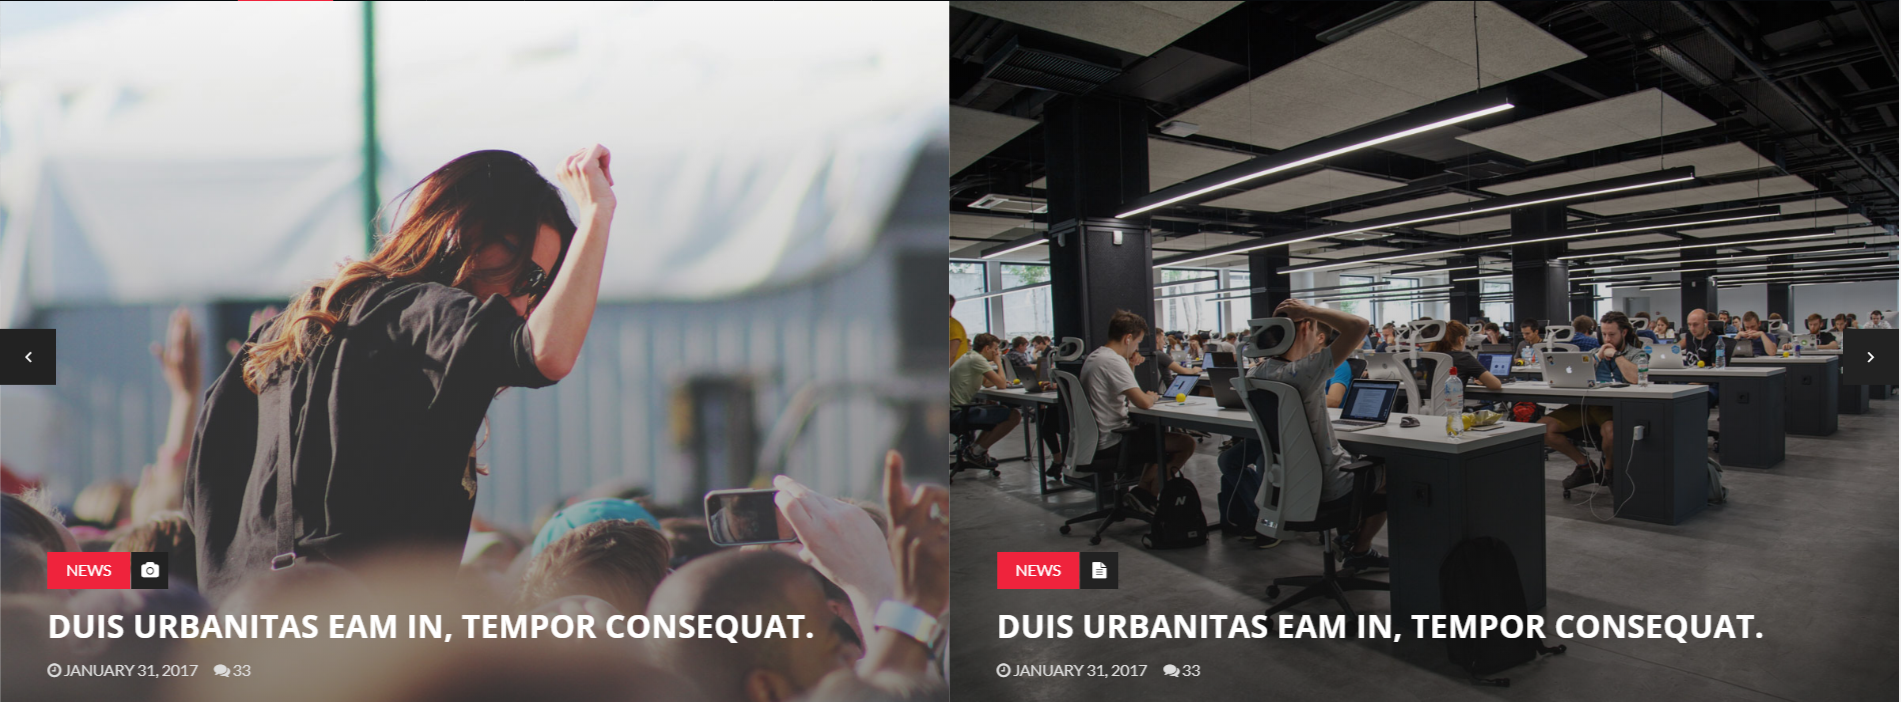 NEWS
DUIS URBANITAS EAM IN, TEMPOR CONSEQUAT.
JANUARY 31, 2017 33
NEWS
DUIS URBANITAS EAM IN, TEMPOR CONSEQUAT.
JANUARY 31, 2017 33